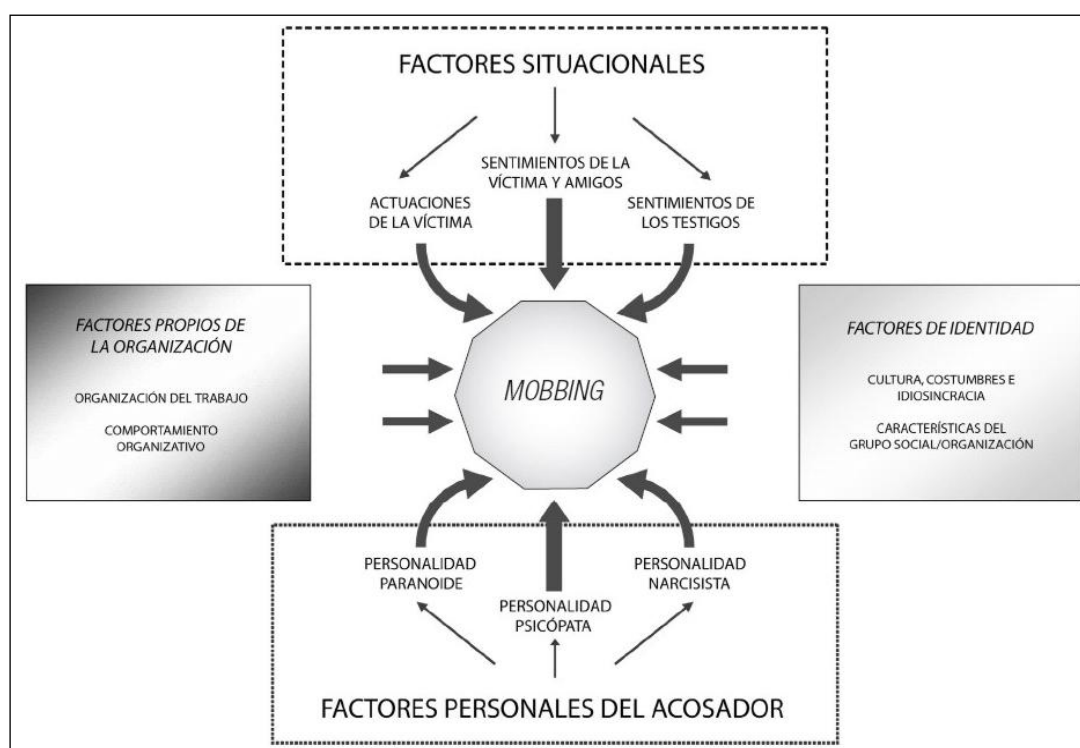 FACTORES SITUACIONALES
SENTIMIENTOS DE LA
VÍCTIMA Y AMIGOS
ACTUACIONES
DE LA VÍCTIMA
SENTIMIENTOS DE
LOS TESTIGOS
FACTORES PROPIOS DE
LA ORGANIZACIÓN
ORGANIZACIÓN DEL TRABAJO
COMPORTAMIENTO
ORGANIZATIVO
MOBBING
FACTORES DE IDENTIDAD
CULTURA, COSTUMBRES E
IDIOSINCRACIA
CARACTERÍSTICAS DEL
GRUPO SOCIAL/ORGANIZACIÓN
PERSONALIDAD
PARANOIDE
PERSONALIDAD
PSICÓPATA
PERSONALIDAD
NARCISISTA
FACTORES PERSONALES DEL ACOSADOR